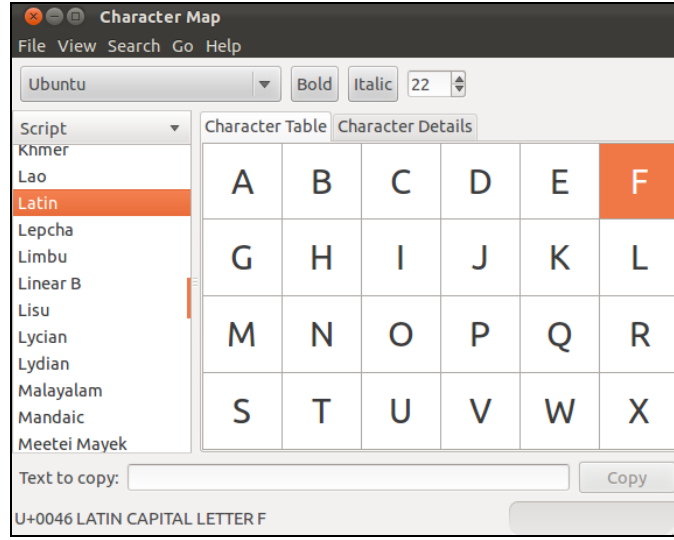 Character Map
File View Search Go Help
Ubuntu Bold Italic 22
Script
Khmer
Lao
Latin
Lepcha
Limbu
Linear B
Lisu
Lycian
Lydian
Malayalam
Mandaic
Meetei Mayek
Character Table Character Details
A B C D E F
G H I J K L
M N O P Q R
S T U V W X
Text to copy: Copy
U+0046 LATIN CAPITAL LETTER F